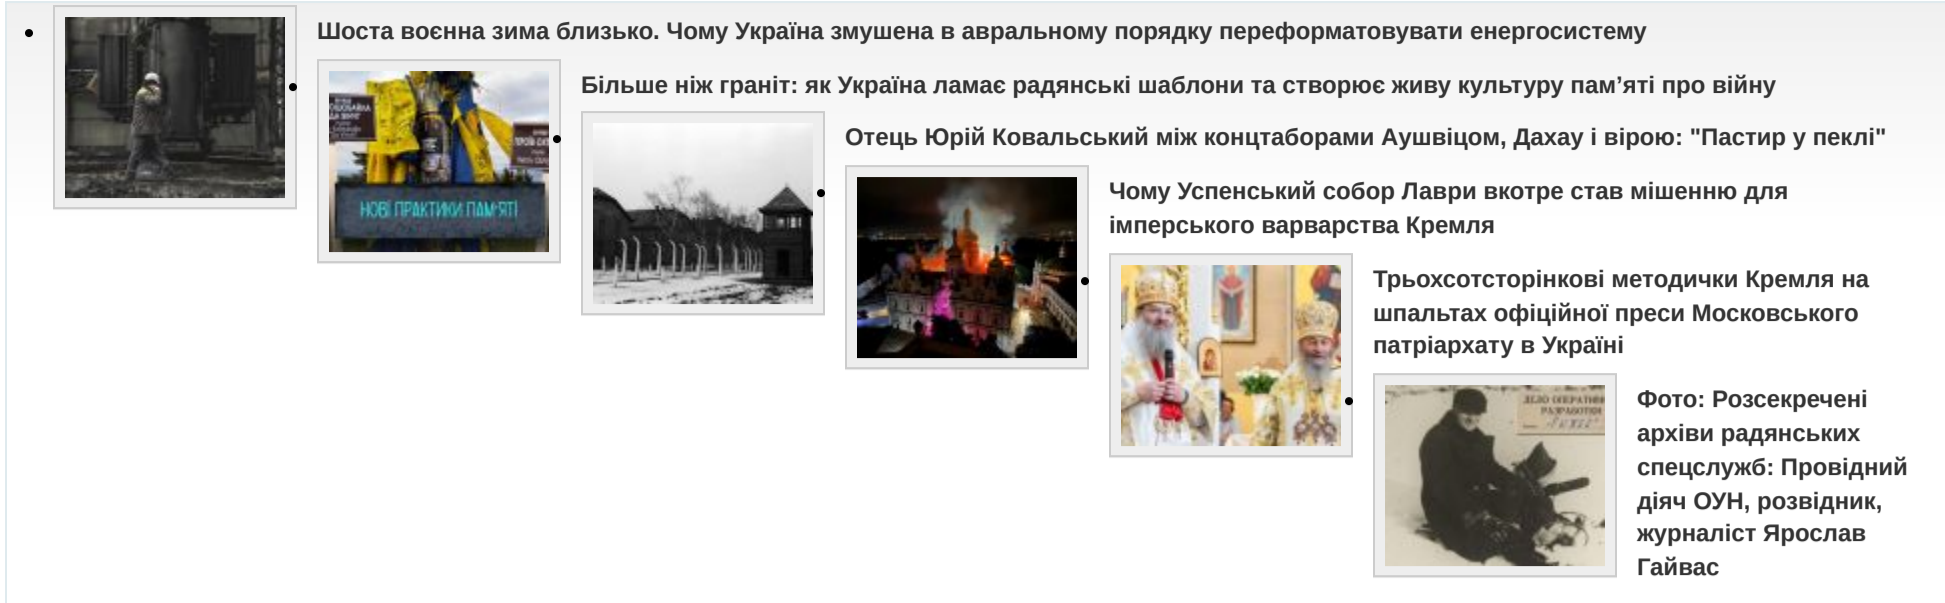 Шоста воєнна зима близько. Чому Україна змушена в авральному порядку переформатовувати енергосистему
Більше ніж граніт: як Україна ламає радянські шаблони та створює живу культуру пам’яті про війну
НОВІ ПРАКТИКИ ПАМ'ЯТІ
Отець Юрій Ковальський між концтаборами Аушвіцом, Дахау і вірою: "Пастир у пеклі"
Чому Успенський собор Лаври вкотре став мішенню для
імперського варварства Кремля
Трьохсотсторінкові методички Кремля на
шпальтах офіційної преси Московського
патріархату в Україні
Фото: Розсекречені
архіви радянських
спецслужб: Провідний
діяч ОУН, розвідник,
журналіст Ярослав
Гайвас